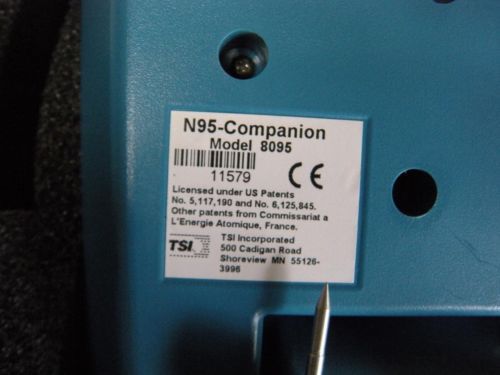 N95-Companion
Model 8095
11579
CE
Licensed under US Patents
No. 5,117,190 and No. 6,125,845.
Other patents from Commissariat a
L'Energie Atomique, France.
TSI
TSI Incorporated
500 Cadigan Road
Shoreview MN 55126-
3996